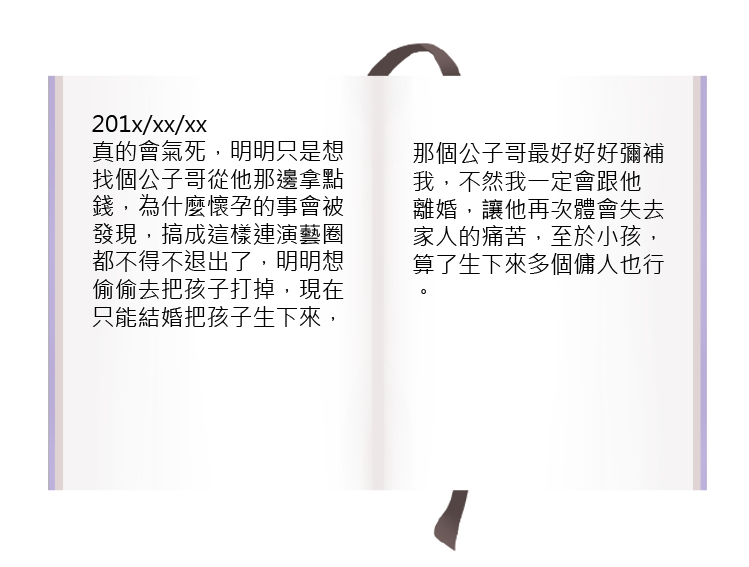 201x/xx/xx
真的會氣死，明明只是想
找個公子哥從他那邊拿點
錢，為什麼懷孕的事會被
發現，搞成這樣連演藝圈
都不得不退出了，明明想
偷偷去把孩子打掉，現在
只能結婚把孩子生下來，
那個公子哥最好好好彌補
我，不然我一定會跟他
離婚，讓他再次體會失去
家人的痛苦，至於小孩，
算了生下來多個傭人也行
。